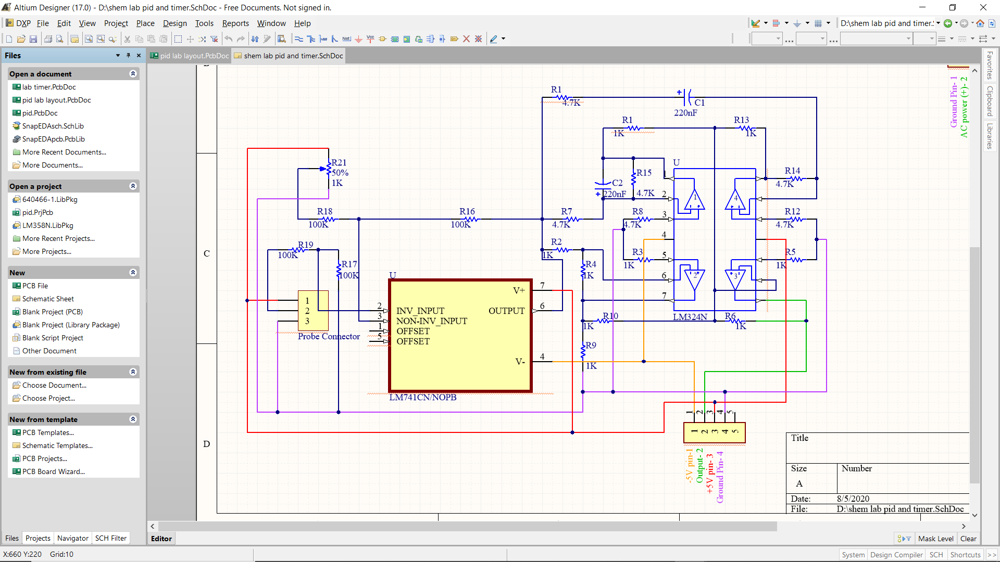 Altium Designer (17.0) - D:\shem lab pid and timer.SchDoc - Free Documents. Not signed in.
DXP File Edit View Project Place Design Tools Reports Window Help
D:\shem lab pid and timer.
Net Vcc
Files
pid lab layout.PcbDoc
shem lab pid and timer.SchDoc
Open a document
lab timer.PcbDoc
pid lab layout.PcbDoc
pid.PcbDoc
SnapEDAsch.SchLib
SnapEDApcb.PcbLib
More Recent Documents...
More Documents...
Open a project
640466-1.LibPkg
pid.PrjPcb
LM358N.LibPkg
More Recent Projects...
More Projects...
New
PCB File
Schematic Sheet
Blank Project (PCB)
Blank Project (Library Package)
Blank Script Project
Other Document
New from existing file
Choose Document...
Choose Project...
New from template
PCB Templates...
Schematic Templates...
PCB Projects...
PCB Board Wizard...
Files Projects Navigator SCH Filter
C
D
R1
4.7K
C1
220nF
R1
1K
R13
1K
R21
50%
1K
C2
220nF
R15
4.7K
U
1
2
3
4
5
6
7
1
4
2
3
LM324N
R14
4.7K
R18
100K
R16
100K
R7
4.7K
R8
4.7K
R12
4.7K
R19
100K
R17
100K
R2
1K
R4
1K
R3
1K
R5
1K
R10
1K
R6
1K
R9
1K
1
2
3
Probe Connector
U
2 INV_INPUT
3 NON-INV_INPUT
1 OFFSET
5 OFFSET
V+ 7
OUTPUT 6
V- 4
LM741CN/NOPB
1 2 3 4 5
1 2 3 4 5
-5V pin-1
Output- 2
+5V pin- 3
Ground Pin- 4
Ground Pin- 1
AC power (+)- 2
Title
Size
A
Number
Date: 8/5/2020
File: D:\shem lab pid and timer.SchDoc
Favorites
Clipboard
Libraries
Editor
Mask Level Clear
X:660 Y:220 Grid:10
System Design Compiler SCH Shortcuts >>